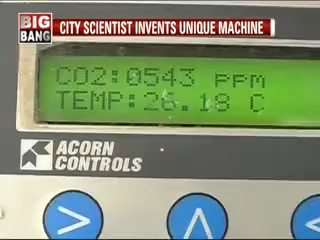 BIG
BANG
CITY SCIENTIST INVENTS UNIQUE MACHINE
CO2:0543 ppm
TEMP:26.18 C
ACORN
CONTROLS